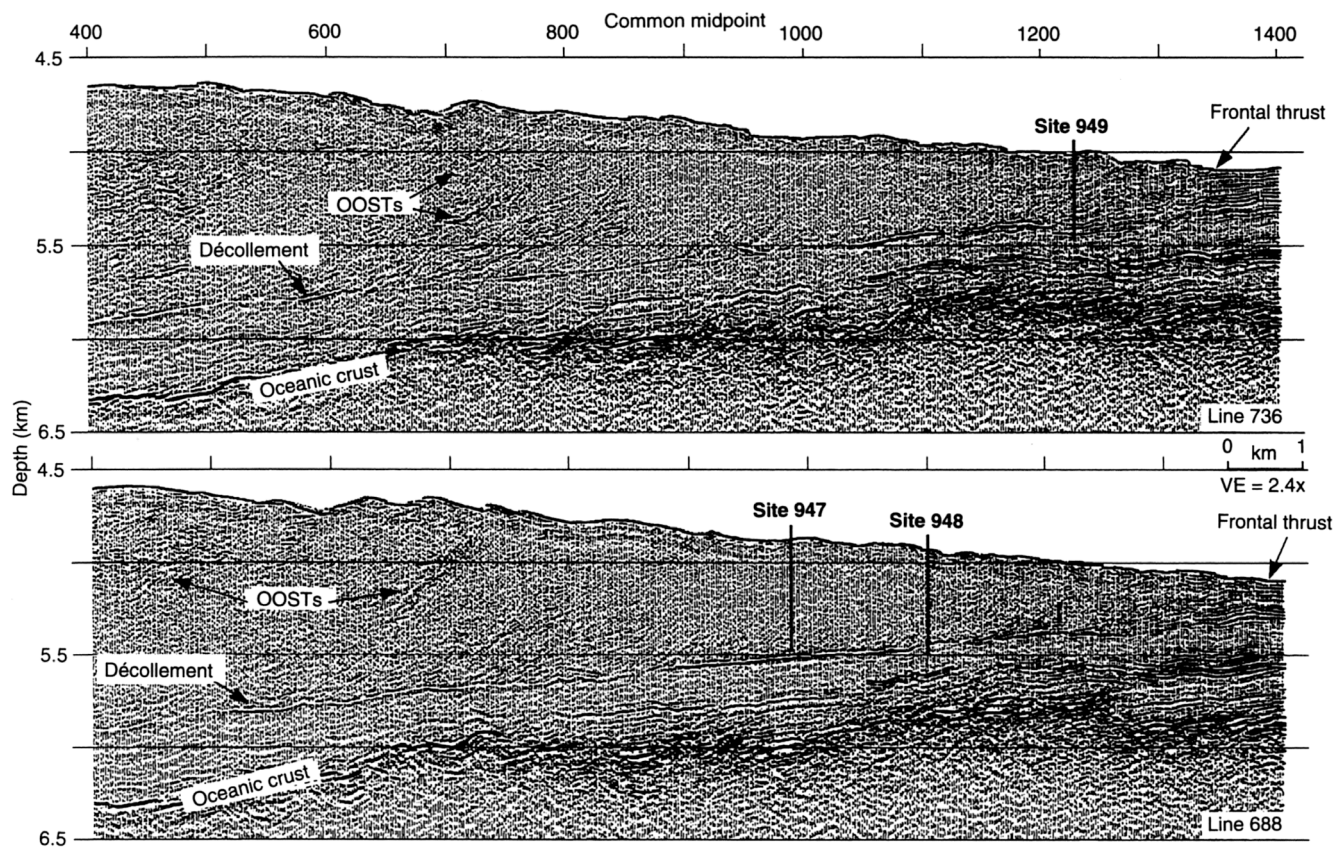 Common midpoint
400 600 800 1000 1200 1400
4.5
Frontal thrust
Site 949
OOSTs
5.5
Décollement
Oceanic crust
Line 736
6.5
Depth (km)
0 km 1
4.5
VE = 2.4x
Site 947
Site 948
Frontal thrust
OOSTs
5.5
Décollement
Oceanic crust
Line 688
6.5